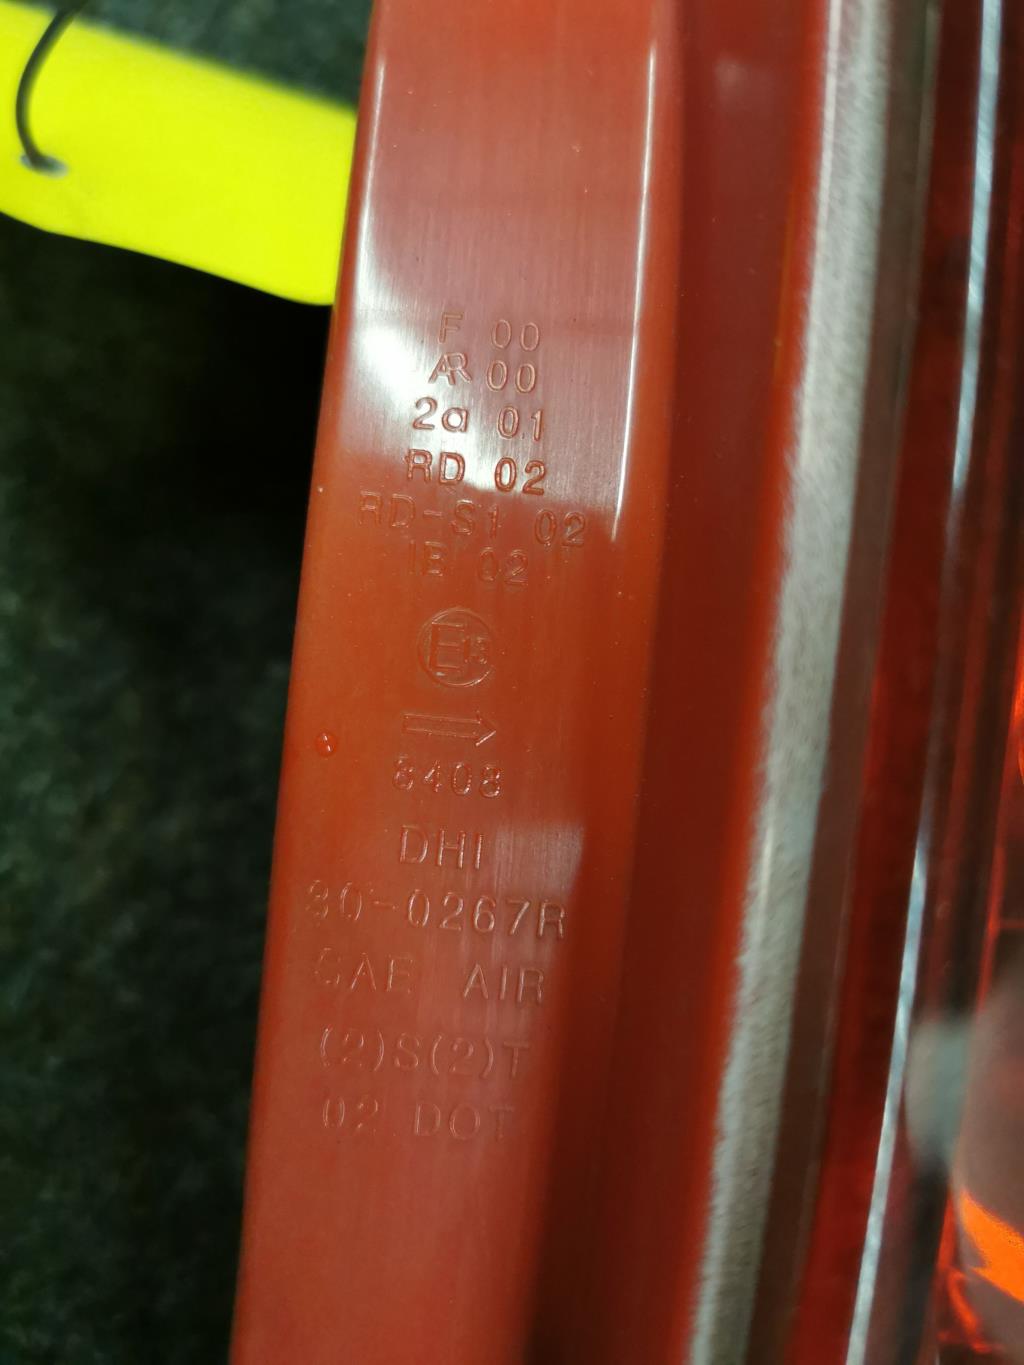 F 00
AR 00
2a 01
RD 02
RD-S1 02
IB 02
E13
8408
DHI
30-0267R
SAE AIR
(2)S(2)T
02 DOT